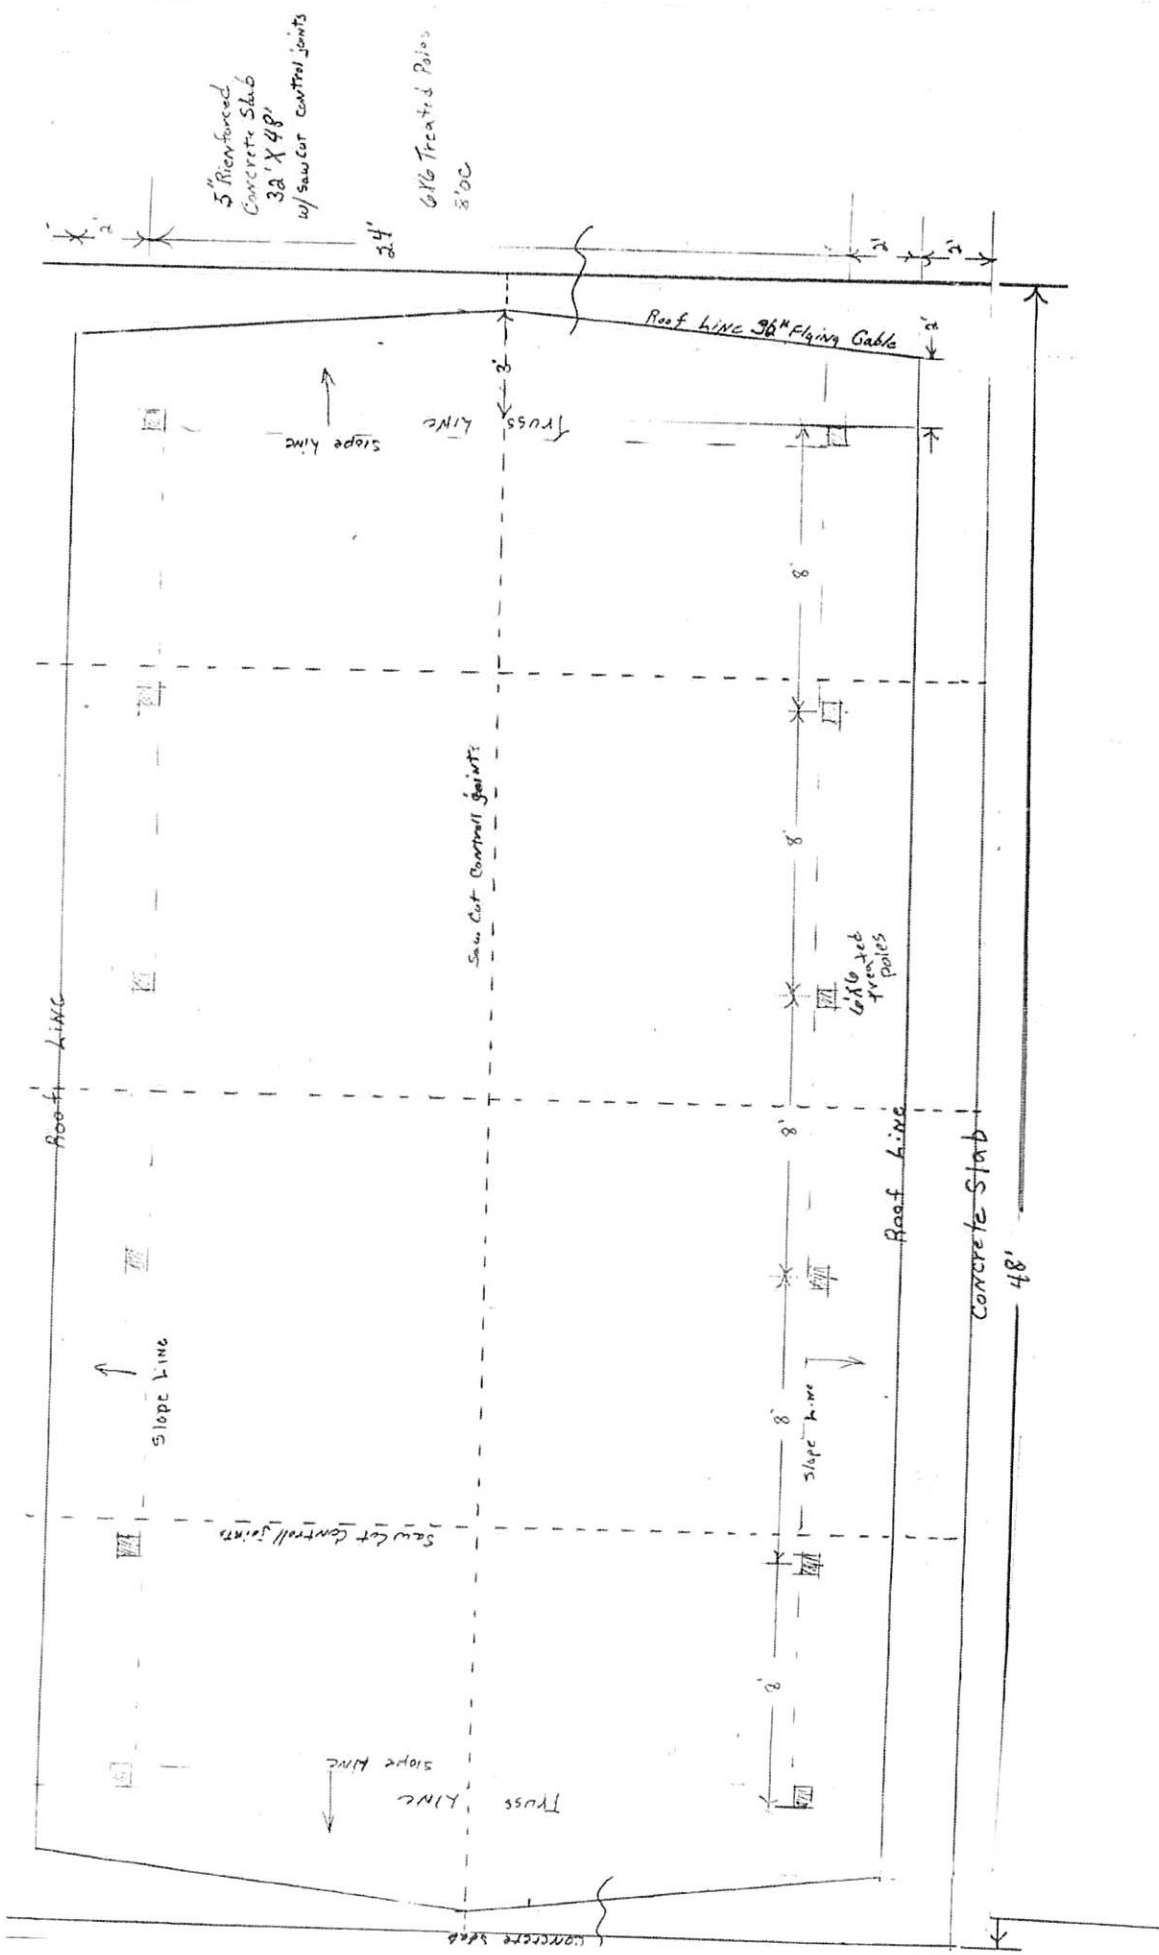 5" Rienforced
Concrete Slab
32' X 48'
w/ Saw Cut Control joints
6X6 Treated Poles
8' OC
2'
24'
2'
2'
Roof Line 36" Flying Gable
2'
3'
Truss Line
Slope Line
8'
8'
Saw Cut Controll joints
6X6
treated
poles
Roof Line
8'
Roof Line
Concrete Slab
48'
Slope Line
8'
Slope Line
Saw Cut Controll joints
8'
Slope Line
Truss Line
Concrete Slab